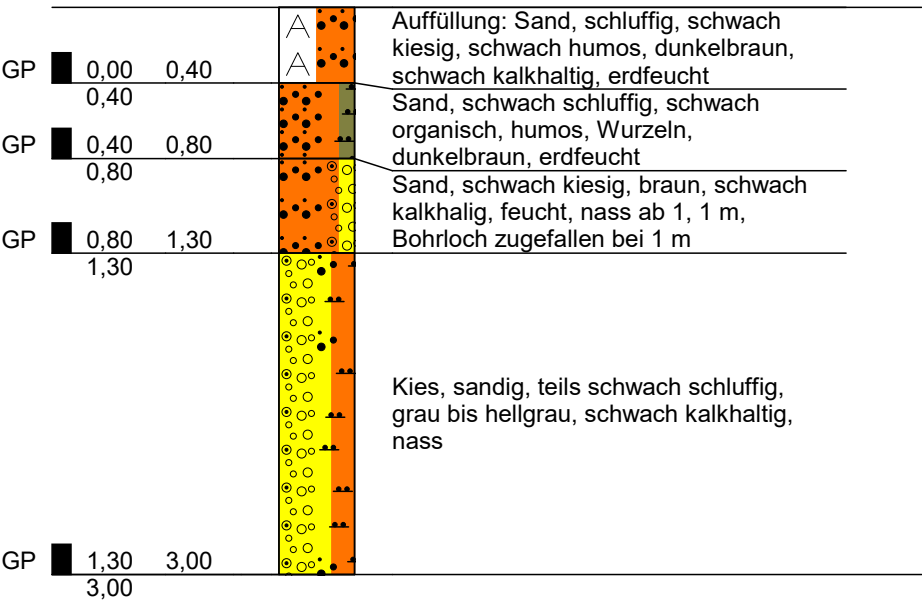 Auffüllung: Sand, schluffig, schwach
kiesig, schwach humos, dunkelbraun,
schwach kalkhaltig, erdfeucht
A
A
GP 0,00 0,40
0,40
Sand, schwach schluffig, schwach
organisch, humos, Wurzeln,
dunkelbraun, erdfeucht
GP 0,40 0,80
0,80
Sand, schwach kiesig, braun, schwach
kalkhalig, feucht, nass ab 1, 1 m,
Bohrloch zugefallen bei 1 m
GP 0,80 1,30
1,30
Kies, sandig, teils schwach schluffig,
grau bis hellgrau, schwach kalkhaltig,
nass
GP 1,30 3,00
3,00